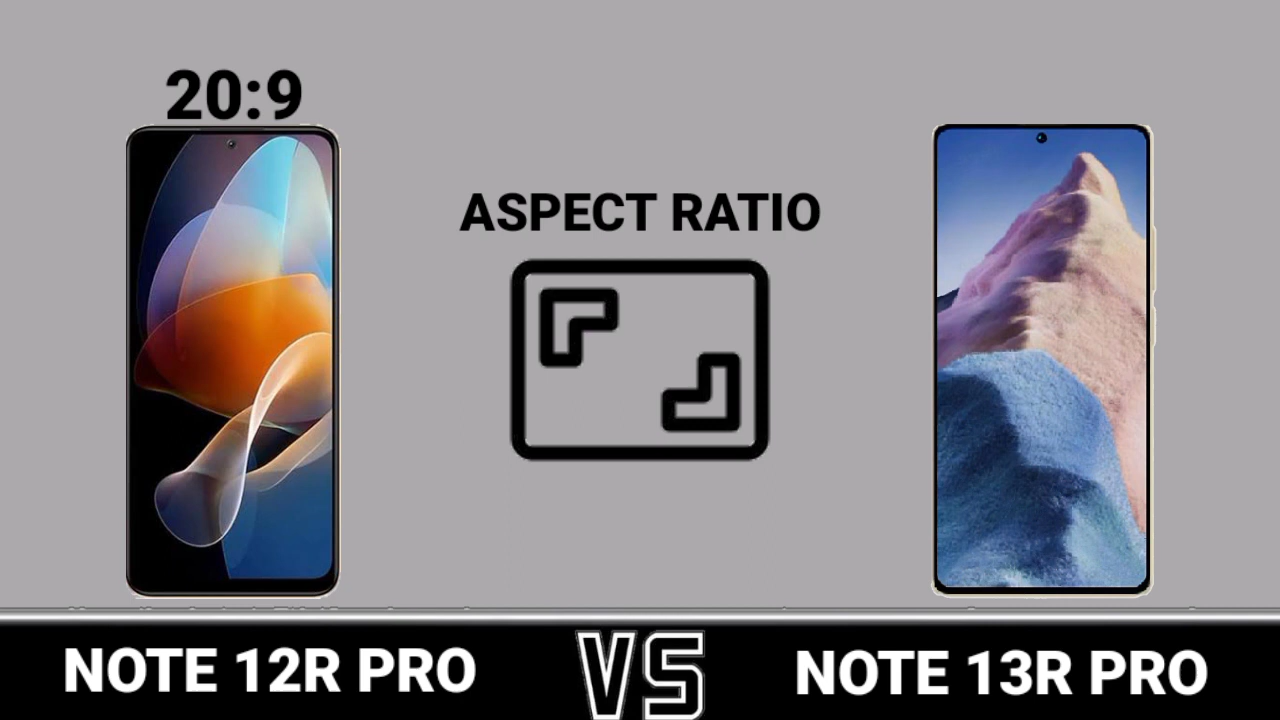 20:9
ASPECT RATIO
NOTE 12R PRO
VS
NOTE 13R PRO